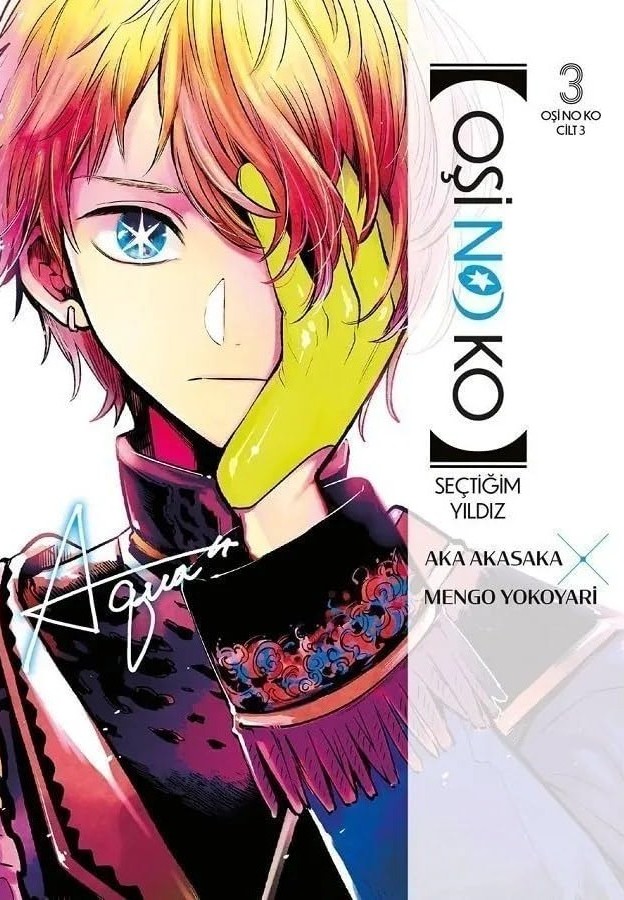 3
OŞİ NO KO
CİLT 3
【OŞİ NO KO】
SEÇTİĞİM
YILDIZ
AKA AKASAKA ×
MENGO YOKOYARİ
Aqua